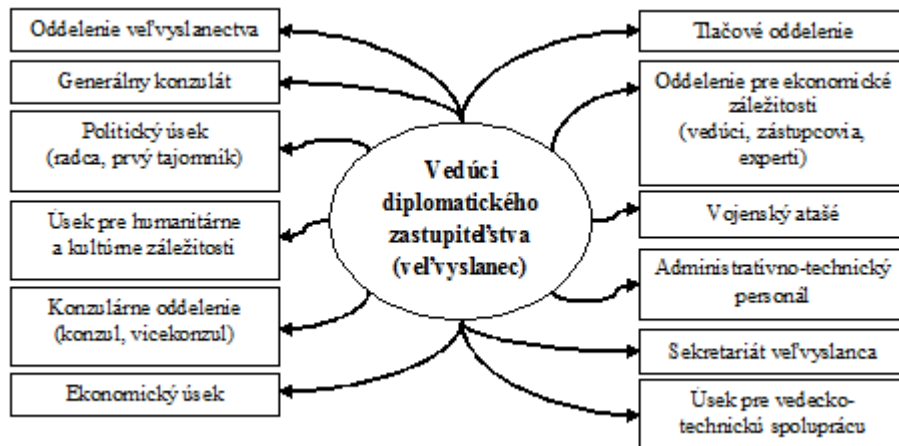 Oddelenie veľvyslanectva
Generálny konzulát
Politický úsek
(radca, prvý tajomník)
Úsek pre humanitárne
a kultúrne záležitosti
Konzulárne oddelenie
(konzul, vicekonzul)
Ekonomický úsek
Vedúci
diplomatického
zastupiteľstva
(veľvyslanec)
Tlačové oddelenie
Oddelenie pre ekonomické
záležitosti
(vedúci, zástupcovia,
experti)
Vojenský atašé
Administratívno-technický
personál
Sekretariát veľvyslanca
Úsek pre vedecko-
technickú spoluprácu